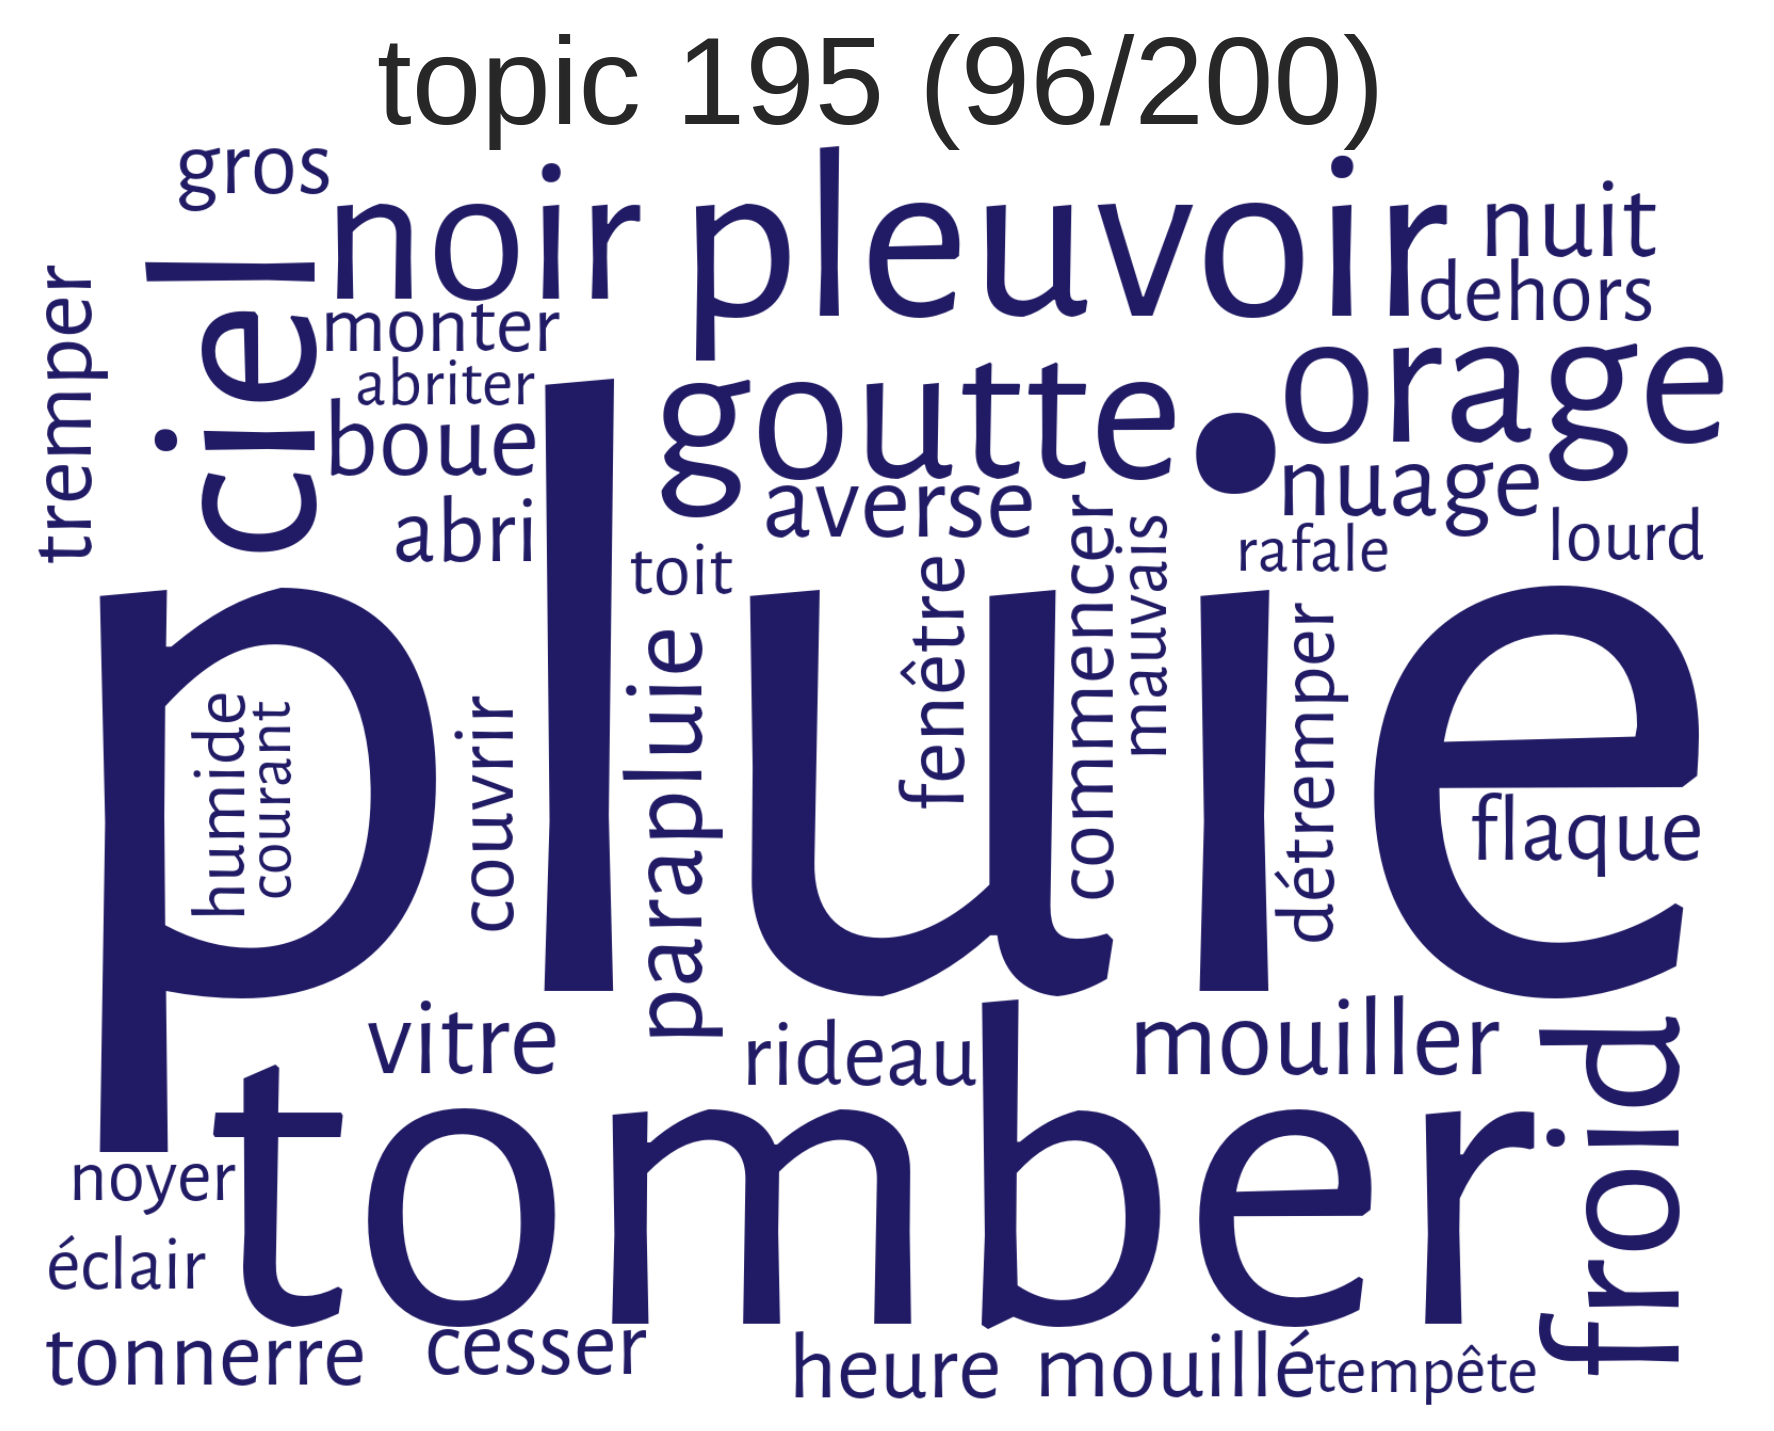 topic 195 (96/200)
gros
noir
pleuvoir
nuit
dehors
ciel
tremper
monter
abriter
boue
abri
goutte
orage
averse
nuage
rafale
lourd
toit
pluie
fenêtre
commencer
mauvais
détremper
humide
courant
couvrir
parapluie
flaque
vitre
rideau
mouiller
froid
tomber
noyer
éclair
tonnerre
cesser
heure
mouillé
tempête